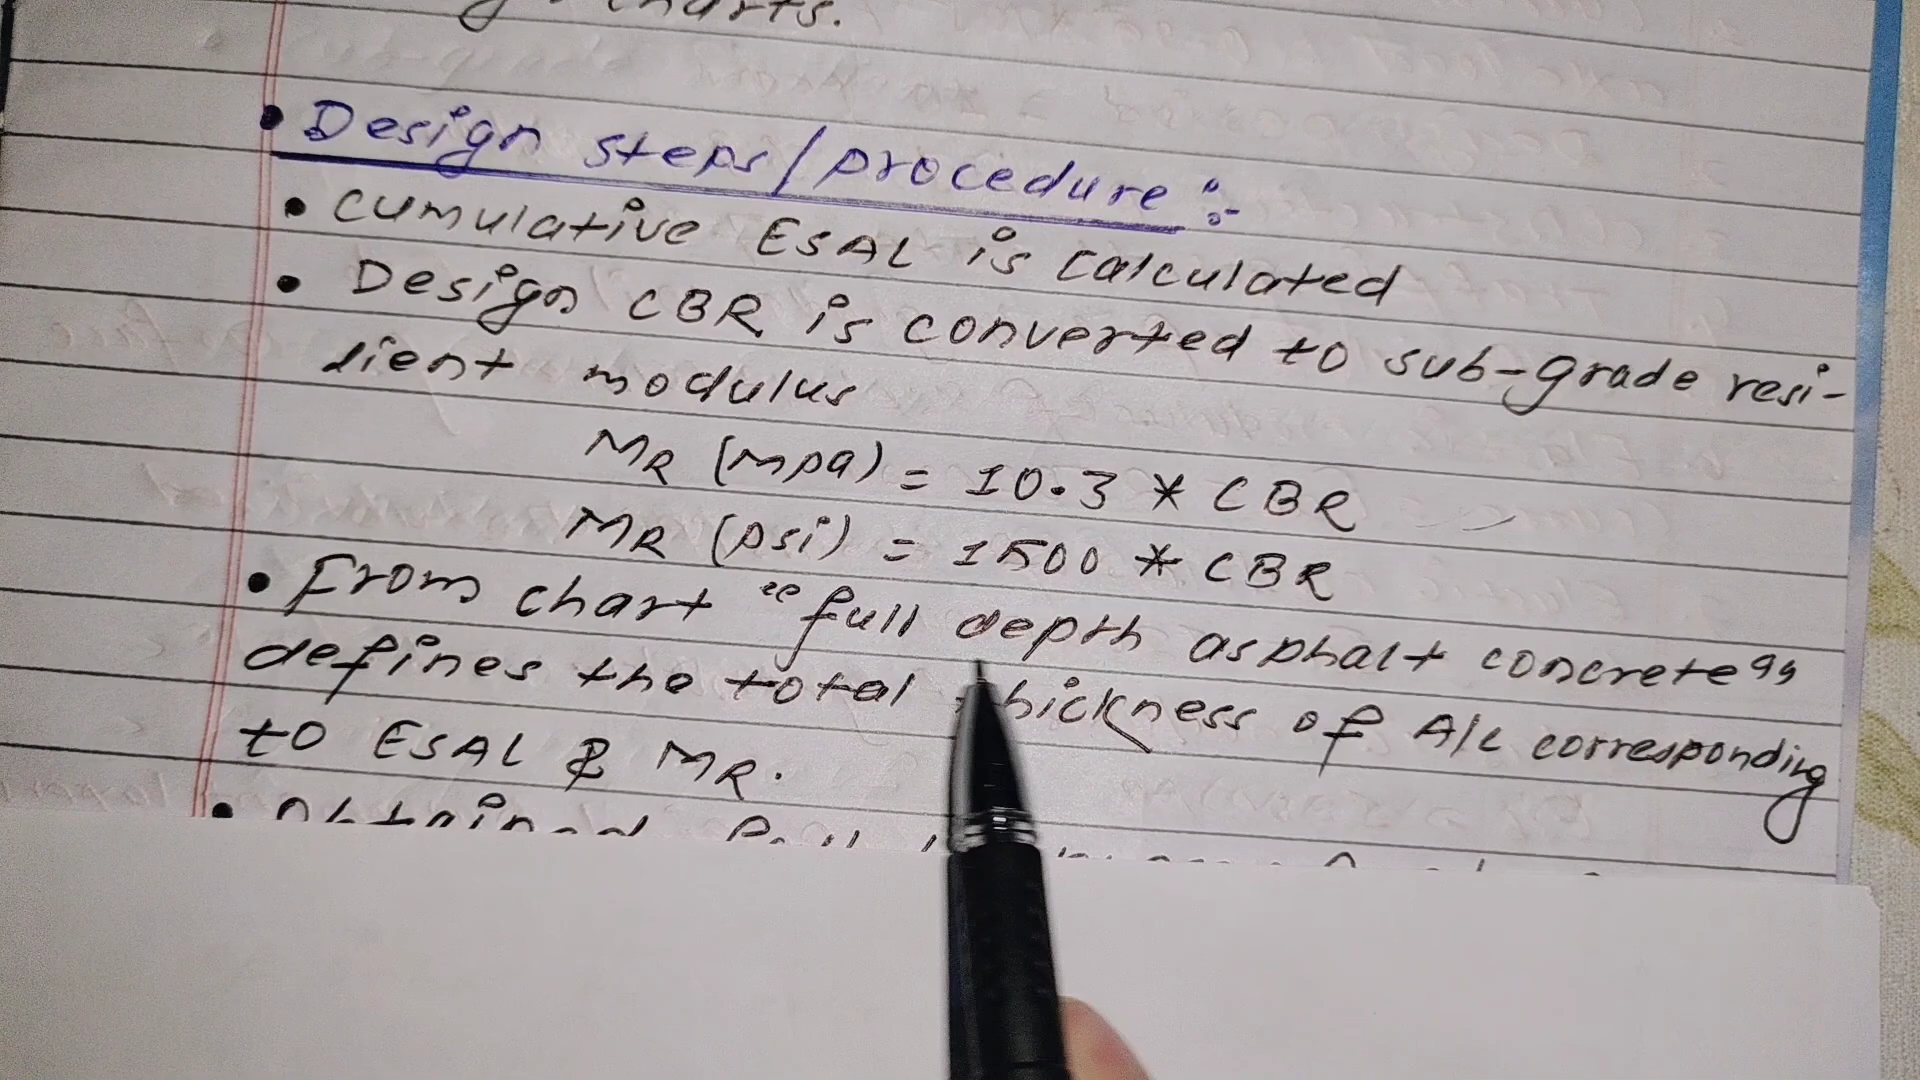 charts.
• Design steps/procedure :-
• Cumulative ESAL is calculated
• Design CBR is converted to sub-grade resi-
lient modulus
MR (mpa) = 10.3 * CBR
MR (psi) = 1500 * CBR
• From chart "full depth asphalt concrete"
defines the total thickness of A/C corresponding
to ESAL & MR.
• obtained